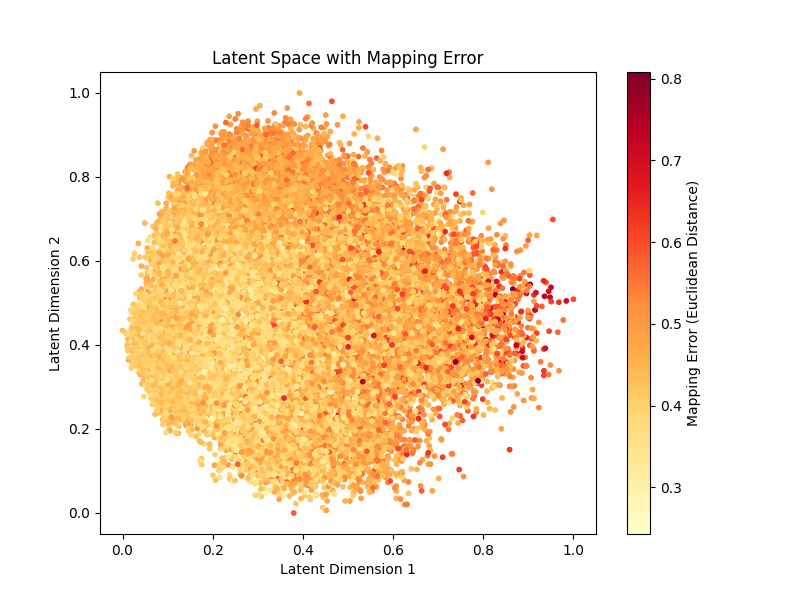 Latent Space with Mapping Error
1.0
0.8
0.6
0.4
0.2
0.0
Latent Dimension 2
0.0 0.2 0.4 0.6 0.8 1.0
Latent Dimension 1
0.8
0.7
0.6
0.5
0.4
0.3
Mapping Error (Euclidean Distance)